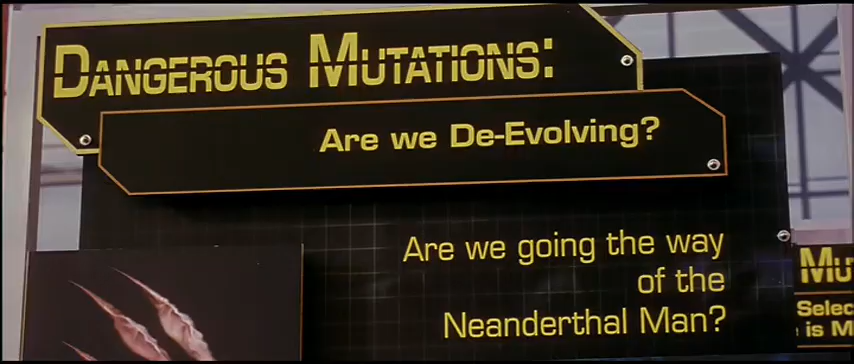 DANGEROUS MUTATIONS:
Are we De-Evolving?
Are we going the way
of the
Neanderthal Man?